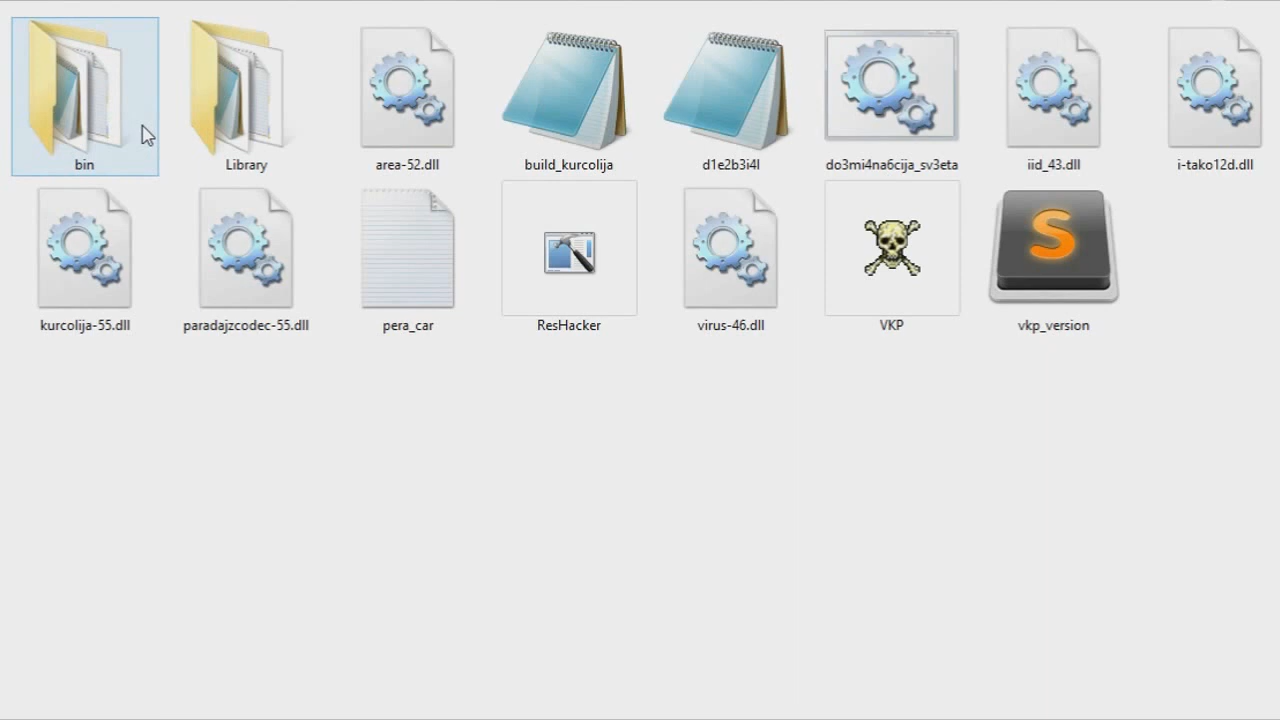 bin
Library
area-52.dll
build_kurcolija
d1e2b3i4l
do3mi4na6cija_sv3eta
iid_43.dll
i-tako12d.dll
kurcolija-55.dll
paradajzcodec-55.dll
pera_car
ResHacker
virus-46.dll
VKP
vkp_version